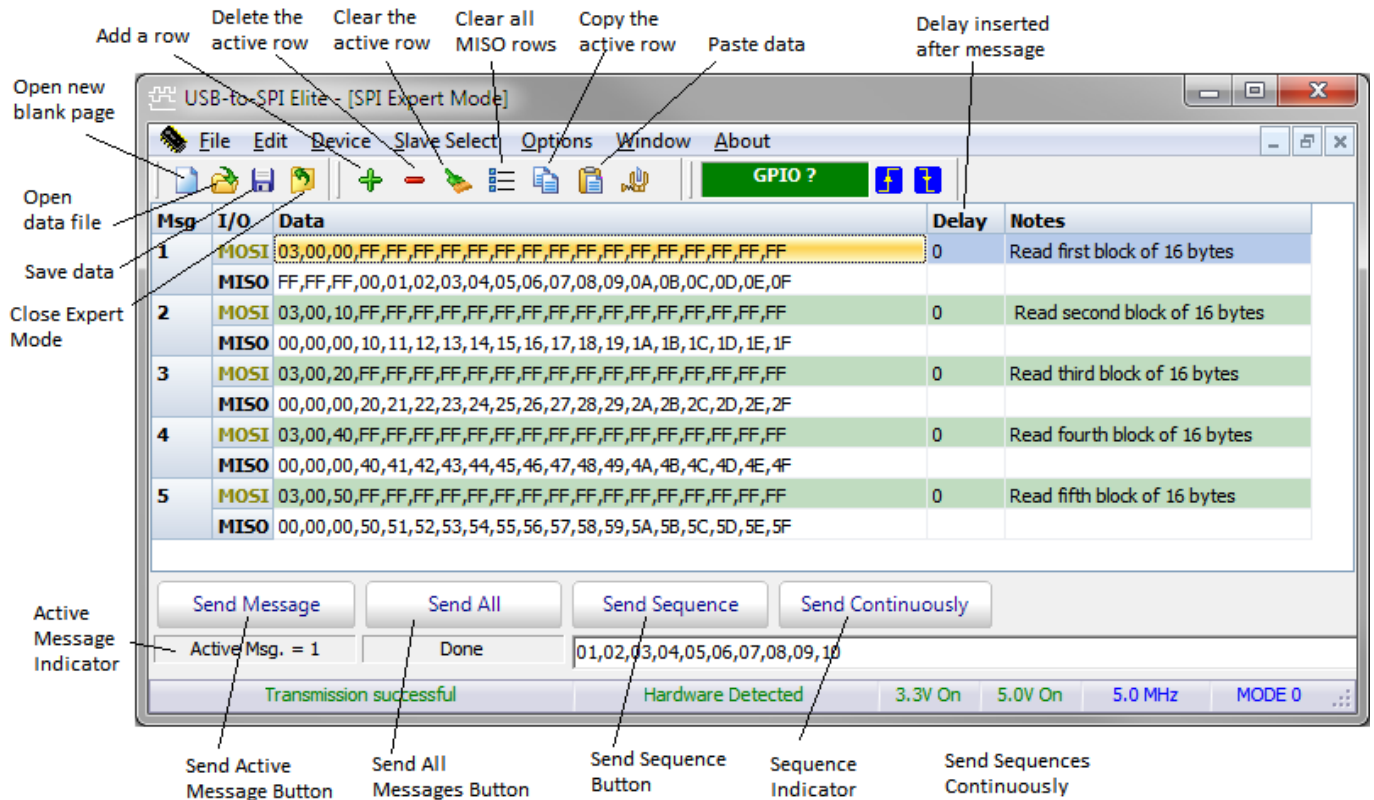 Delete the
active row
Clear the
active row
Clear all
MISO rows
Copy the
active row
Delay inserted
after message
Add a row
Paste data
Open new
blank page
USB-to-SPI Elite - [SPI Expert Mode]
File Edit Device Slave Select Options Window About
GPIO ?
Open
data file
Save data
Close Expert
Mode
Msg I/O Data Delay Notes
1 MOSI 03,00,00,FF,FF,FF,FF,FF,FF,FF,FF,FF,FF,FF,FF,FF,FF,FF,FF 0 Read first block of 16 bytes
MISO FF,FF,FF,00,01,02,03,04,05,06,07,08,09,0A,0B,0C,0D,0E,0F
2 MOSI 03,00,10,FF,FF,FF,FF,FF,FF,FF,FF,FF,FF,FF,FF,FF,FF,FF,FF 0 Read second block of 16 bytes
MISO 00,00,00,10,11,12,13,14,15,16,17,18,19,1A,1B,1C,1D,1E,1F
3 MOSI 03,00,20,FF,FF,FF,FF,FF,FF,FF,FF,FF,FF,FF,FF,FF,FF,FF,FF 0 Read third block of 16 bytes
MISO 00,00,00,20,21,22,23,24,25,26,27,28,29,2A,2B,2C,2D,2E,2F
4 MOSI 03,00,40,FF,FF,FF,FF,FF,FF,FF,FF,FF,FF,FF,FF,FF,FF,FF,FF 0 Read fourth block of 16 bytes
MISO 00,00,00,40,41,42,43,44,45,46,47,48,49,4A,4B,4C,4D,4E,4F
5 MOSI 03,00,50,FF,FF,FF,FF,FF,FF,FF,FF,FF,FF,FF,FF,FF,FF,FF,FF 0 Read fifth block of 16 bytes
MISO 00,00,00,50,51,52,53,54,55,56,57,58,59,5A,5B,5C,5D,5E,5F
Send Message Send All Send Sequence Send Continuously
Active
Message
Indicator
Active Msg. = 1 Done 01,02,03,04,05,06,07,08,09,10
Transmission successful Hardware Detected 3.3V On 5.0V On 5.0 MHz MODE 0
Send Active
Message Button
Send All
Messages Button
Send Sequence
Button
Sequence
Indicator
Send Sequences
Continuously